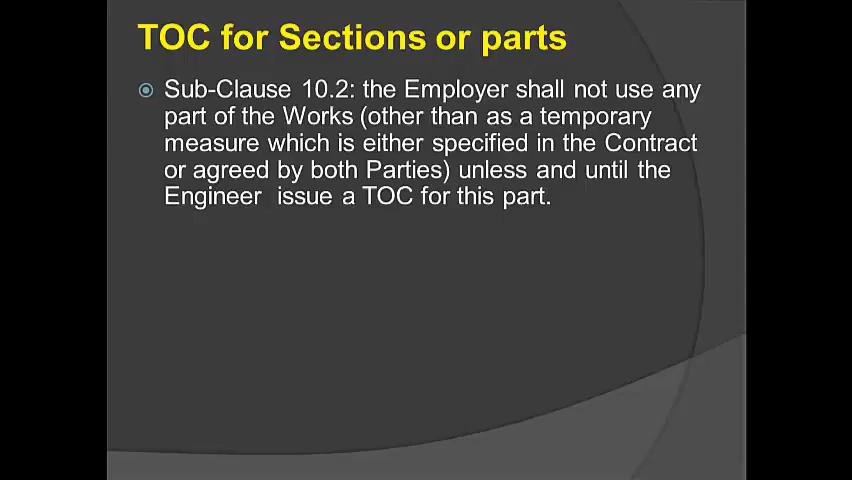 TOC for Sections or parts
Sub-Clause 10.2: the Employer shall not use any
part of the Works (other than as a temporary
measure which is either specified in the Contract
or agreed by both Parties) unless and until the
Engineer  issue a TOC for this part.